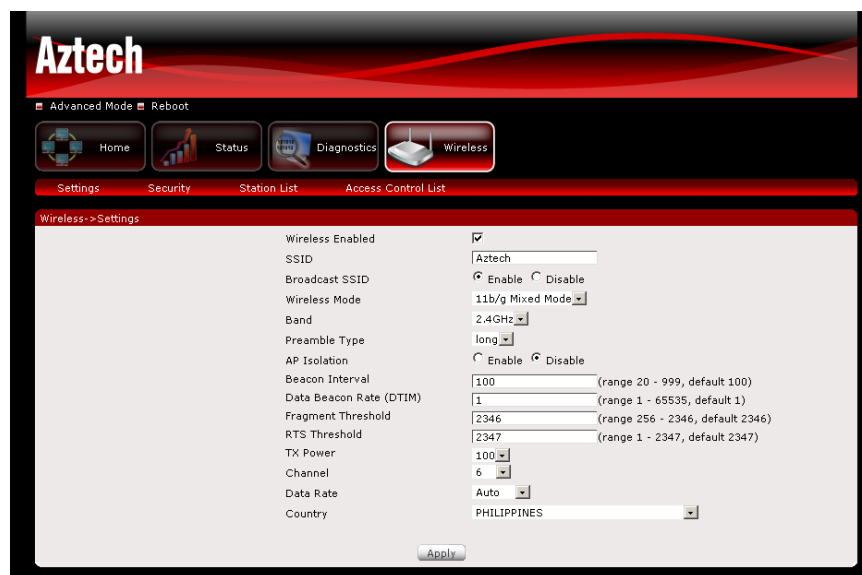 Aztech
Advanced Mode Reboot
Home Status Diagnostics Wireless
Settings Security Station List Access Control List
Wireless->Settings
Wireless Enabled
SSID Aztech
Broadcast SSID Enable Disable
Wireless Mode 11b/g Mixed Mode
Band 2.4GHz
Preamble Type long
AP Isolation Enable Disable
Beacon Interval 100 (range 20 - 999, default 100)
Data Beacon Rate (DTIM) 1 (range 1 - 65535, default 1)
Fragment Threshold 2346 (range 256 - 2346, default 2346)
RTS Threshold 2347 (range 1 - 2347, default 2347)
TX Power 100
Channel 6
Data Rate Auto
Country PHILIPPINES
Apply